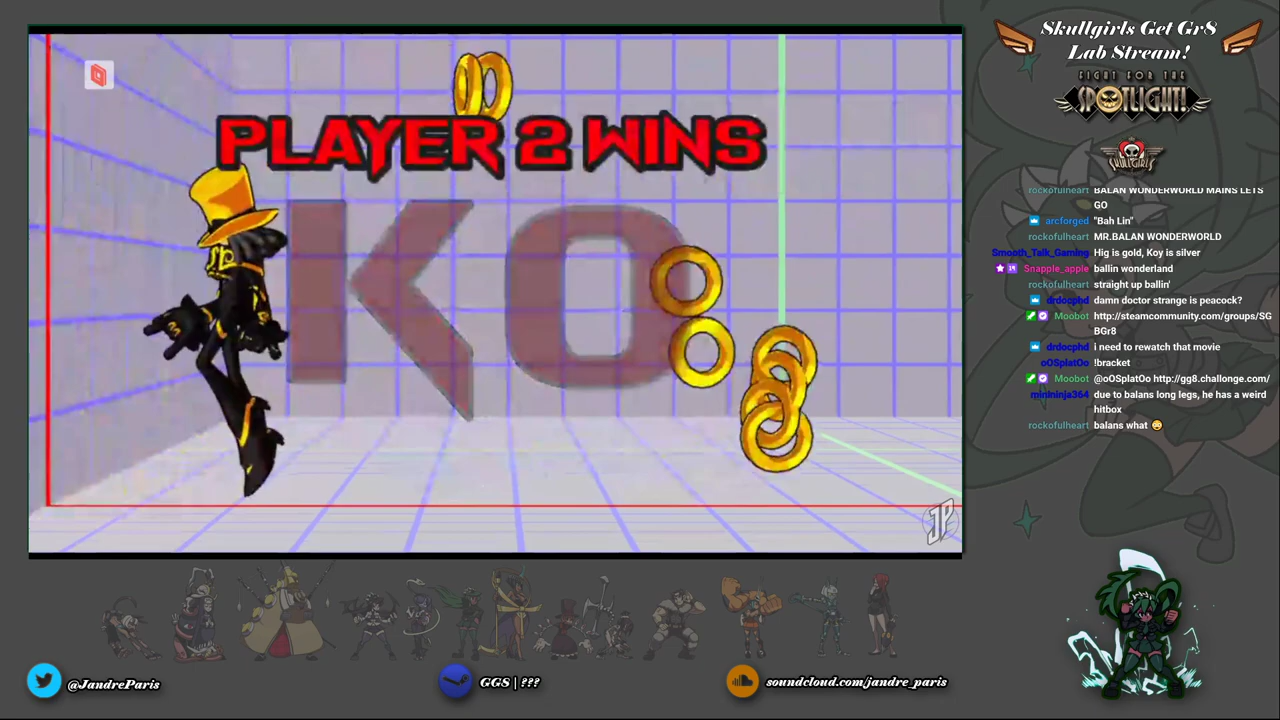 Skullgirls Get Gr8
Lab Stream!
FIGHT FOR THE
SPOTLIGHT!
SKULLGIRLS
PLAYER 2 WINS
KO
JP
rockofulheart BALAN WONDERWORLD MAINS LETS
GO
arcforged "Bah Lin"
rockofulheart MR.BALAN WONDERWORLD
Smooth_Talk_Gaming Hig is gold, Koy is silver
Snapple_apple ballin wonderland
rockofulheart straight up ballin'
drdocphd damn doctor strange is peacock?
Moobot http://steamcommunity.com/groups/SG
BGr8
drdocphd i need to rewatch that movie
oOSplatOo !bracket
Moobot @oOSplatOo http://gg8.challonge.com/
minininja364 due to balans long legs, he has a weird
hitbox
rockofulheart balans what 😳
@JandreParis
GGS | ???
soundcloud.com/jandre_paris